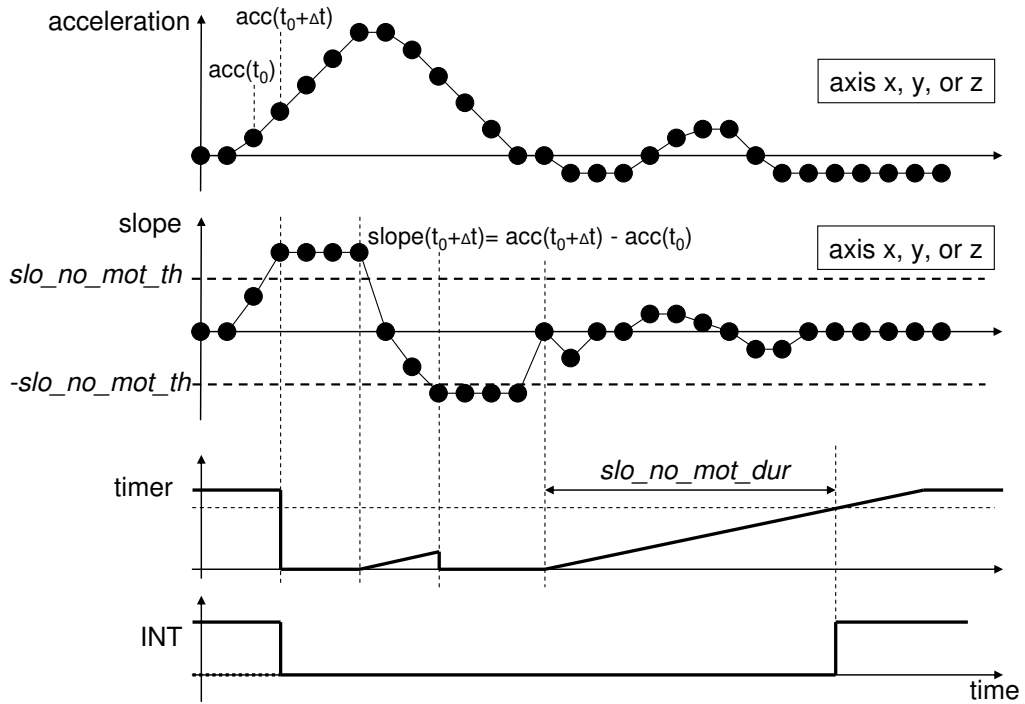 acceleration
acc(t0+Δt)
acc(t0)
axis x, y, or z
slope
slope(t0+Δt)= acc(t0+Δt) - acc(t0)
axis x, y, or z
slo_no_mot_th
-slo_no_mot_th
timer
slo_no_mot_dur
INT
time